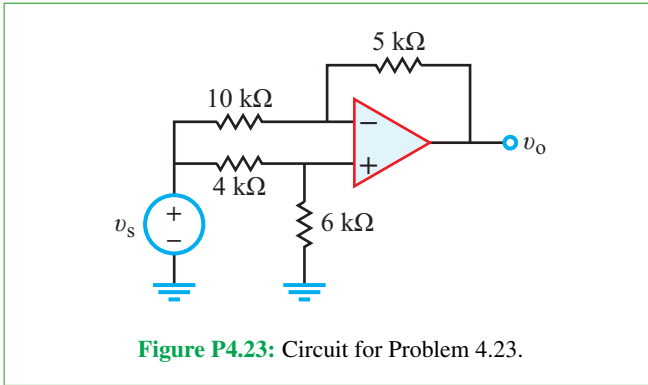 5 kΩ
10 kΩ
−
υo
+
4 kΩ
+
υs
−
6 kΩ
Figure P4.23: Circuit for Problem 4.23.